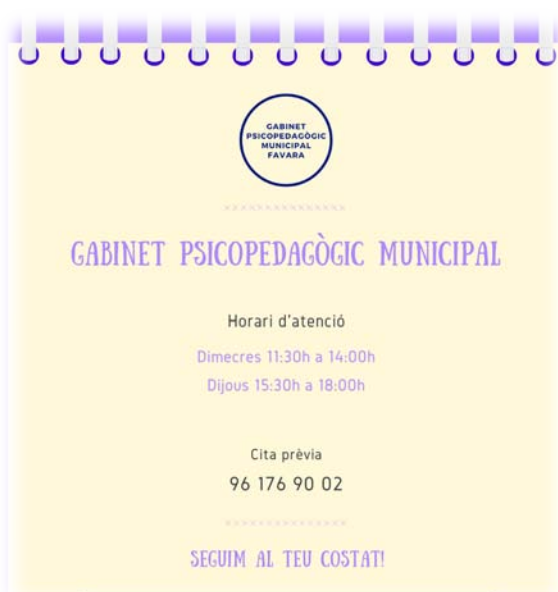 GABINET
PSICOPEDAGÒGIC
MUNICIPAL
FAVARA
GABINET PSICOPEDAGÒGIC MUNICIPAL
Horari d'atenció
Dimecres 11:30h a 14:00h
Dijous 15:30h a 18:00h
Cita prèvia
96 176 90 02
SEGUIM AL TEU COSTAT!